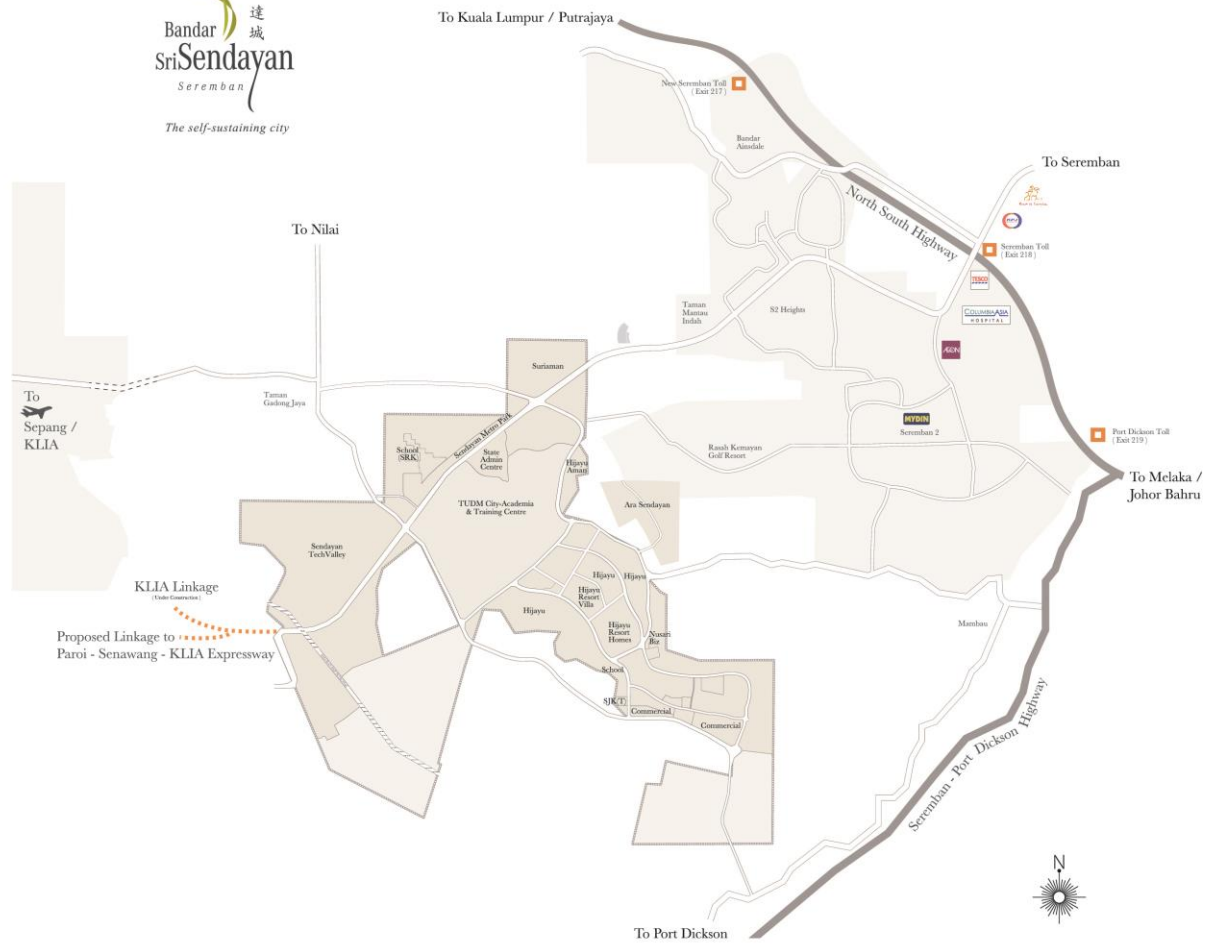 達
城
Bandar
Sri Sendayan
Seremban
The self-sustaining city
To Kuala Lumpur / Putrajaya
New Seremban Toll
( Exit 217 )
Bandar
Ainsdale
To Seremban
North South Highway
Seremban Toll
( Exit 218 )
TESCO
COLUMBIA ASIA
HOSPITAL
AEON
To Nilai
Taman
Mantau
Indah
S2 Heights
MYDIN
Seremban 2
Port Dickson Toll
( Exit 219 )
To Melaka /
Johor Bahru
To
Sepang /
KLIA
Taman
Gadong Jaya
Suriaman
Sendayan Metro Park
School
(SRK)
State
Admin
Centre
Hijayu
Aman
Rasah Kemayan
Golf Resort
TUDM City-Academia
& Training Centre
Ara Sendayan
Sendayan
TechValley
KLIA Linkage
( Under Construction )
Proposed Linkage to
Paroi - Senawang - KLIA Expressway
Hijayu
Hijayu
Hijayu
Resort
Villa
Hijayu
Hijayu
Resort
Homes
Nusari
Biz
School
SJK(T)
Commercial
Commercial
Mambau
Seremban - Port Dickson Highway
N
To Port Dickson